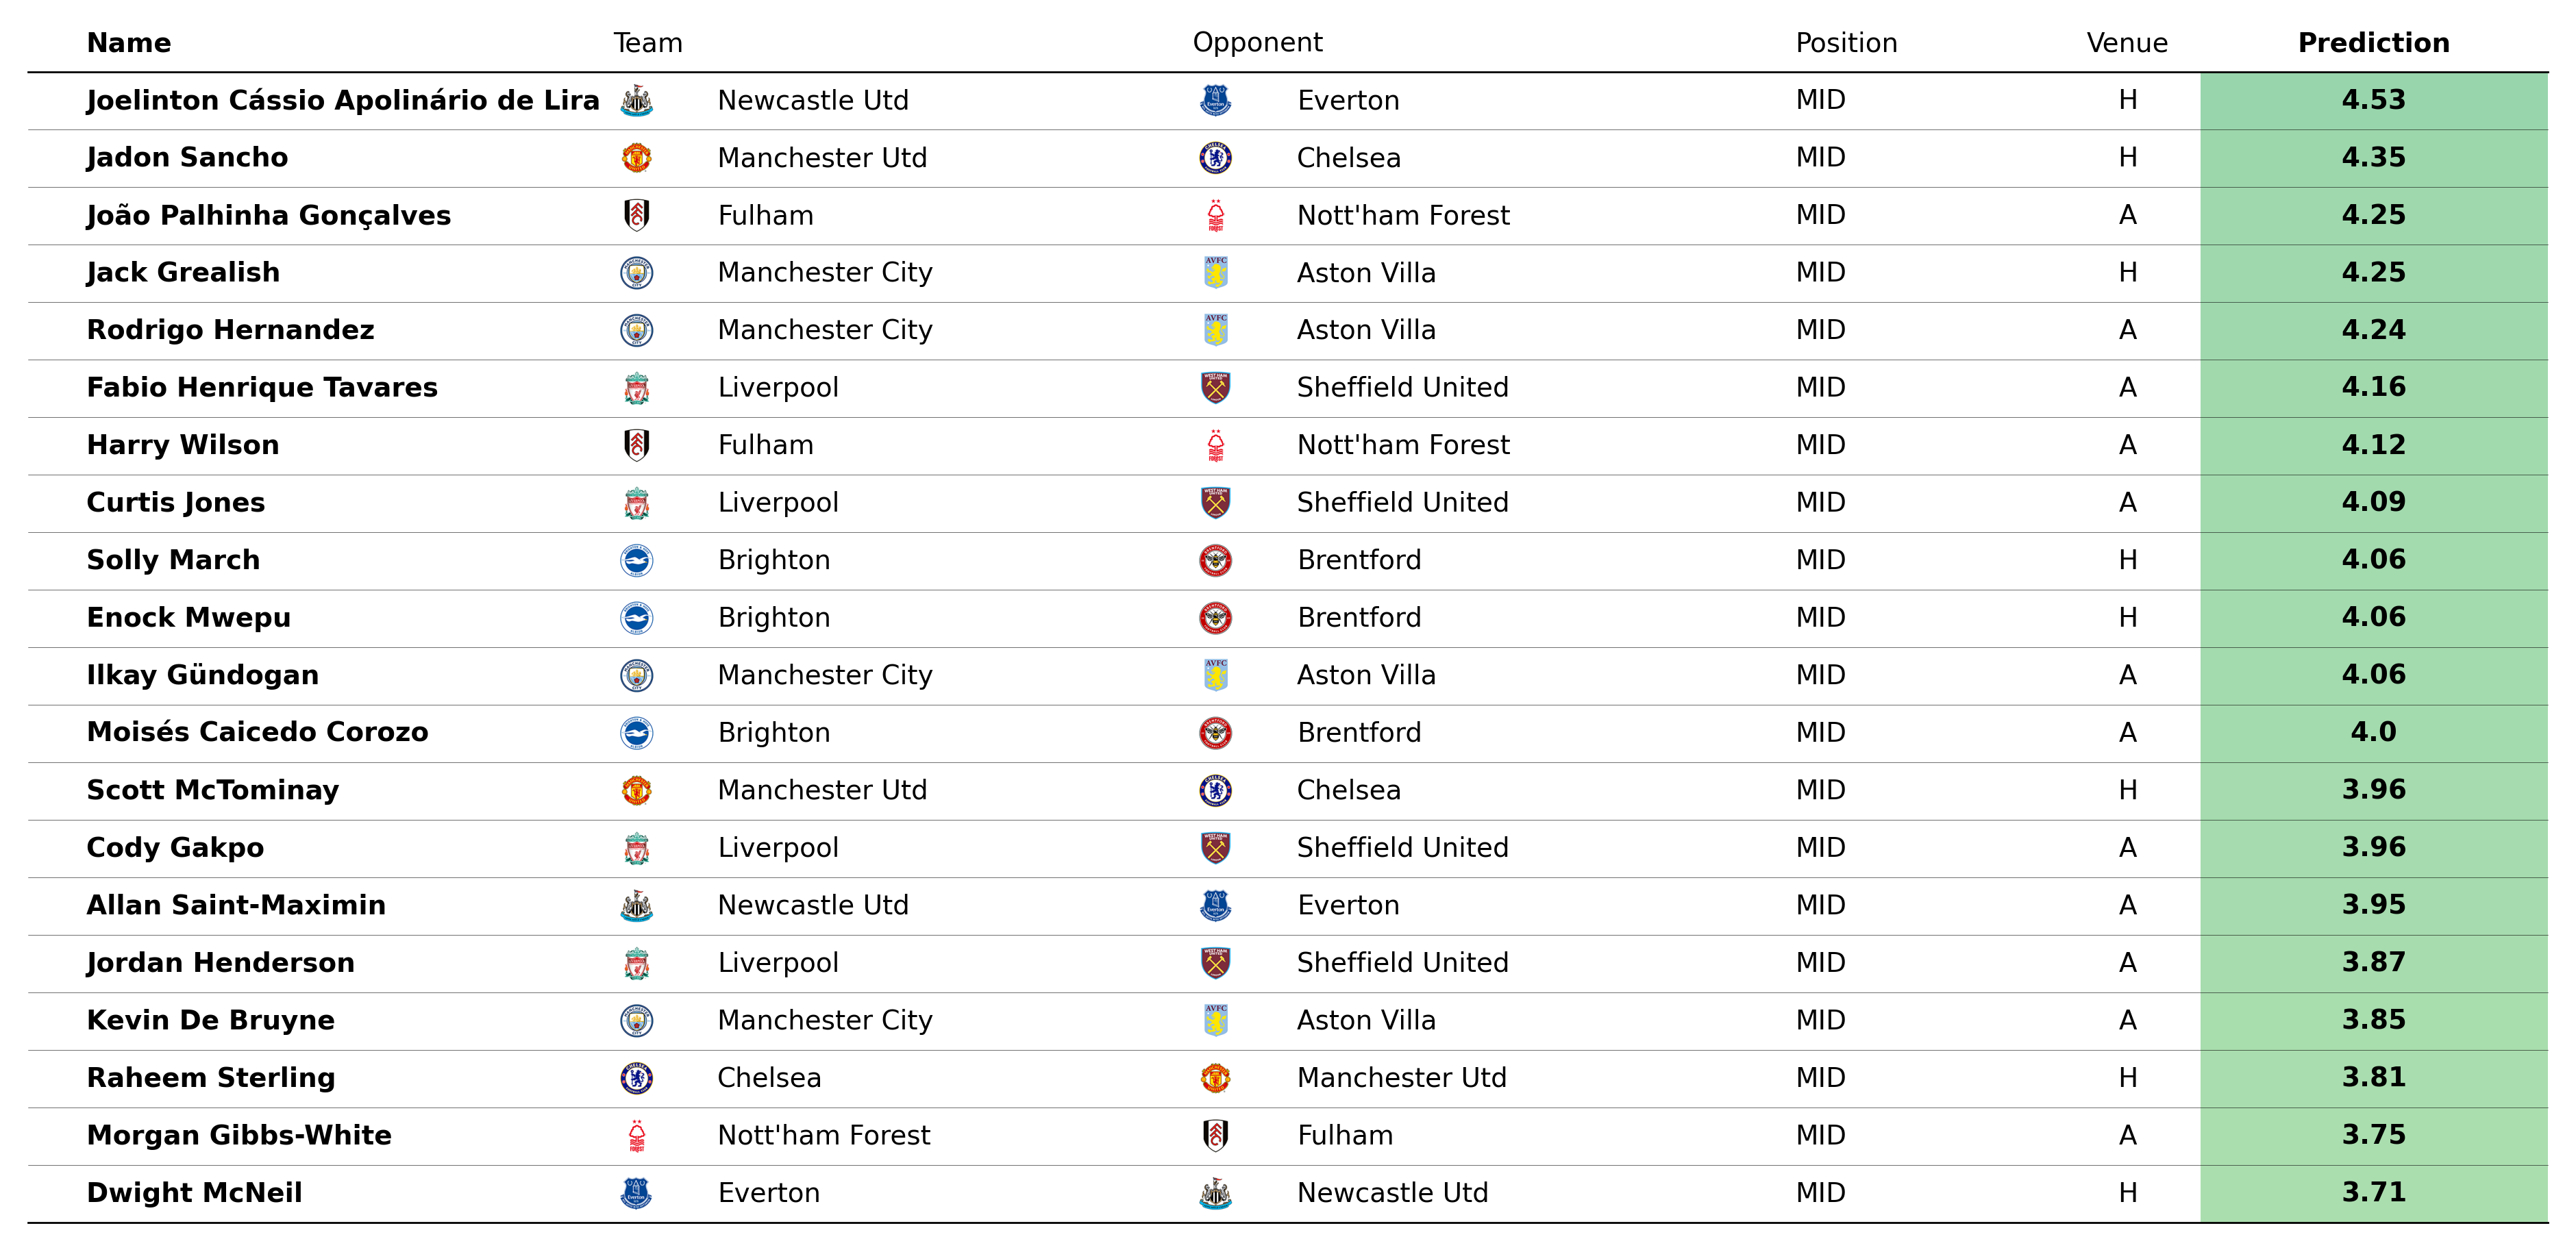 Name Team Opponent Position Venue Prediction
Joelinton Cássio Apolinário de Lira Newcastle Utd Everton MID H 4.53
Jadon Sancho Manchester Utd Chelsea MID H 4.35
João Palhinha Gonçalves Fulham Nott'ham Forest MID A 4.25
Jack Grealish Manchester City Aston Villa MID H 4.25
Rodrigo Hernandez Manchester City Aston Villa MID A 4.24
Fabio Henrique Tavares Liverpool Sheffield United MID A 4.16
Harry Wilson Fulham Nott'ham Forest MID A 4.12
Curtis Jones Liverpool Sheffield United MID A 4.09
Solly March Brighton Brentford MID H 4.06
Enock Mwepu Brighton Brentford MID H 4.06
Ilkay Gündogan Manchester City Aston Villa MID A 4.06
Moisés Caicedo Corozo Brighton Brentford MID A 4.0
Scott McTominay Manchester Utd Chelsea MID H 3.96
Cody Gakpo Liverpool Sheffield United MID A 3.96
Allan Saint-Maximin Newcastle Utd Everton MID A 3.95
Jordan Henderson Liverpool Sheffield United MID A 3.87
Kevin De Bruyne Manchester City Aston Villa MID A 3.85
Raheem Sterling Chelsea Manchester Utd MID H 3.81
Morgan Gibbs-White Nott'ham Forest Fulham MID A 3.75
Dwight McNeil Everton Newcastle Utd MID H 3.71